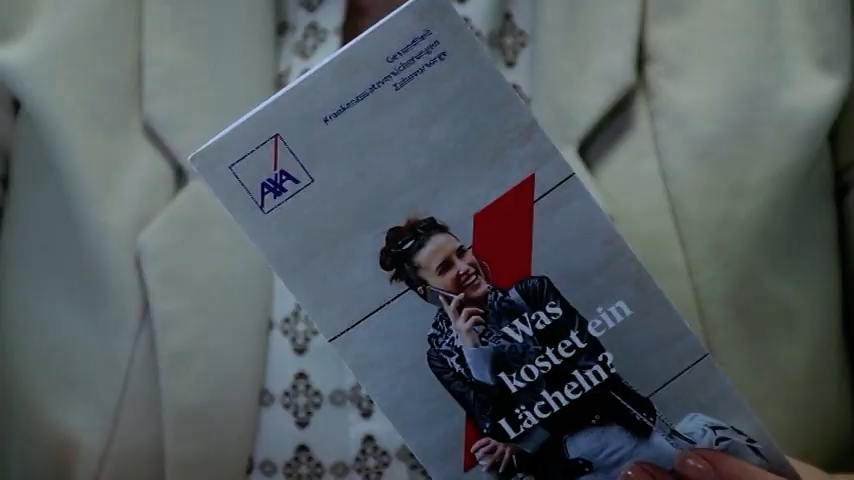 Gesundheit
Krankenzusatzversicherungen
Zahnvorsorge
AXA
Was
kostet ein
Lächeln?